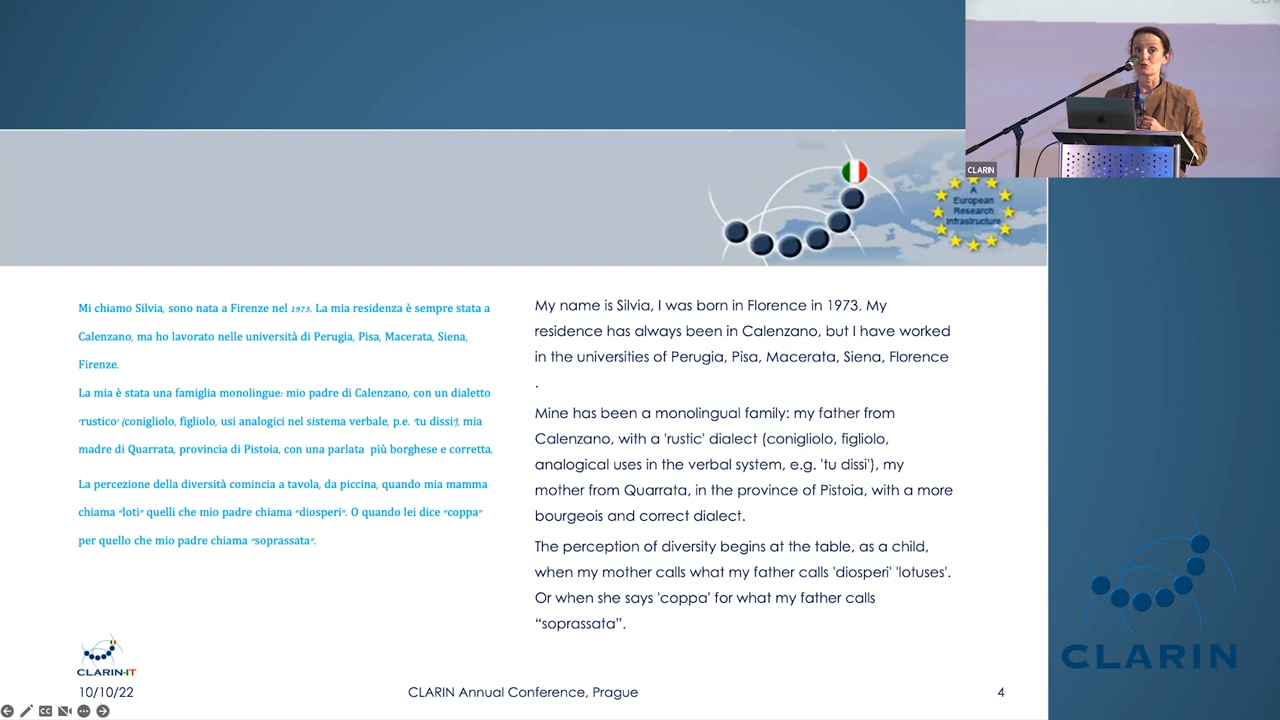 CLARIN
A
European
Research
Infrastructure
Mi chiamo Silvia, sono nata a Firenze nel 1973. La mia residenza è sempre stata a
Calenzano, ma ho lavorato nelle università di Perugia, Pisa, Macerata, Siena,
Firenze.
La mia è stata una famiglia monolingue: mio padre di Calenzano, con un dialetto
'rustico' (conigliolo, figliolo, usi analogici nel sistema verbale, p.e. 'tu dissi'), mia
madre di Quarrata, provincia di Pistoia, con una parlata più borghese e corretta.
La percezione della diversità comincia a tavola, da piccina, quando mia mamma
chiama "loti" quelli che mio padre chiama "diosperi". O quando lei dice "coppa"
per quello che mio padre chiama "soprassata".
My name is Silvia, I was born in Florence in 1973. My
residence has always been in Calenzano, but I have worked
in the universities of Perugia, Pisa, Macerata, Siena, Florence
.
Mine has been a monolingual family: my father from
Calenzano, with a 'rustic' dialect (conigliolo, figliolo,
analogical uses in the verbal system, e.g. 'tu dissi'), my
mother from Quarrata, in the province of Pistoia, with a more
bourgeois and correct dialect.
The perception of diversity begins at the table, as a child,
when my mother calls what my father calls 'diosperi' 'lotuses'.
Or when she says 'coppa' for what my father calls
“soprassata”.
CLARIN-IT
10/10/22
CLARIN Annual Conference, Prague
4
CLARIN
CC